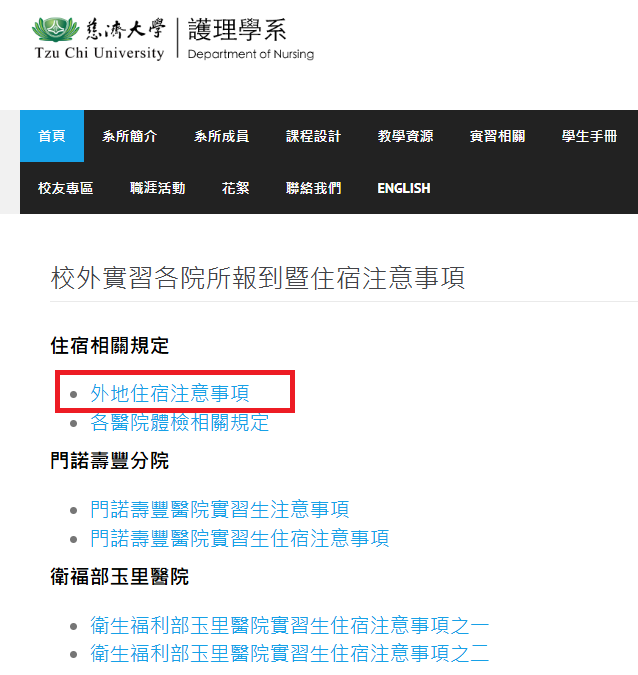 慈濟大學
Tzu Chi University
護理學系
Department of Nursing
首頁 系所簡介 系所成員 課程設計 教學資源 實習相關 學生手冊
校友專區 職涯活動 花絮 聯絡我們 ENGLISH
校外實習各院所報到暨住宿注意事項
住宿相關規定
外地住宿注意事項
各醫院體檢相關規定
門諾壽豐分院
門諾壽豐醫院實習生注意事項
門諾壽豐醫院實習生住宿注意事項
衛福部玉里醫院
衛生福利部玉里醫院實習生住宿注意事項之一
衛生福利部玉里醫院實習生住宿注意事項之二